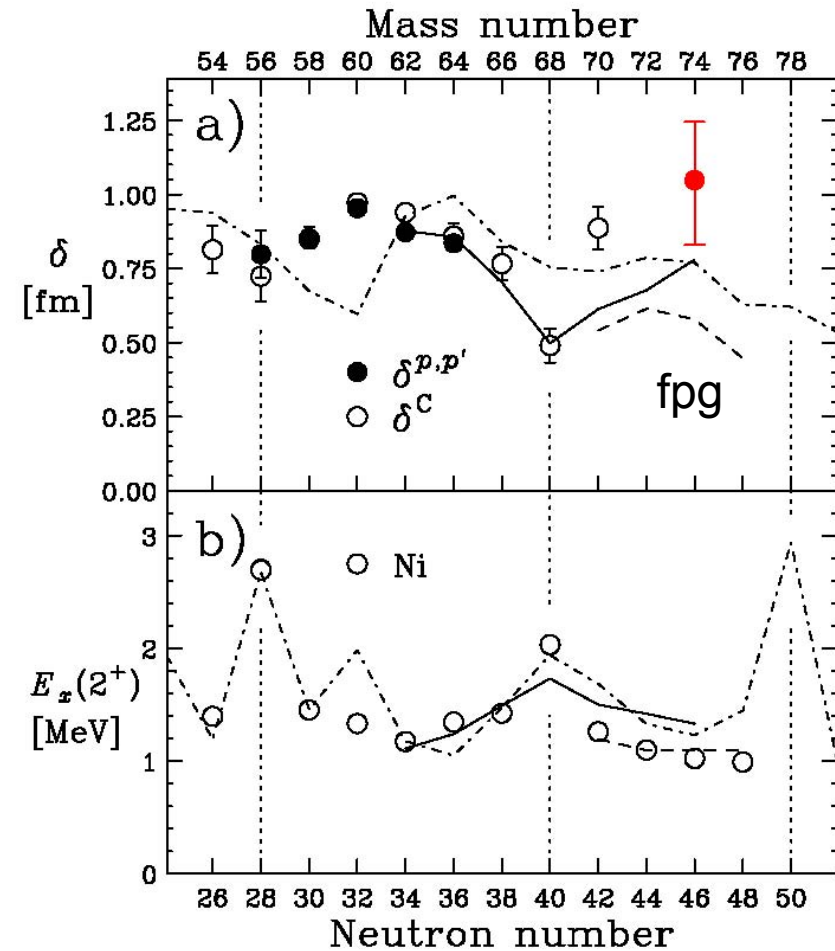 Mass number
54 56 58 60 62 64 66 68 70 72 74 76 78
a)
1.25
1.00
0.75
0.50
0.25
0.00
δ
[fm]
δ^{p,p'}
δ^C
fpg
b)
Ni
3
2
1
0
E_x(2⁺)
[MeV]
26 28 30 32 34 36 38 40 42 44 46 48 50
Neutron number